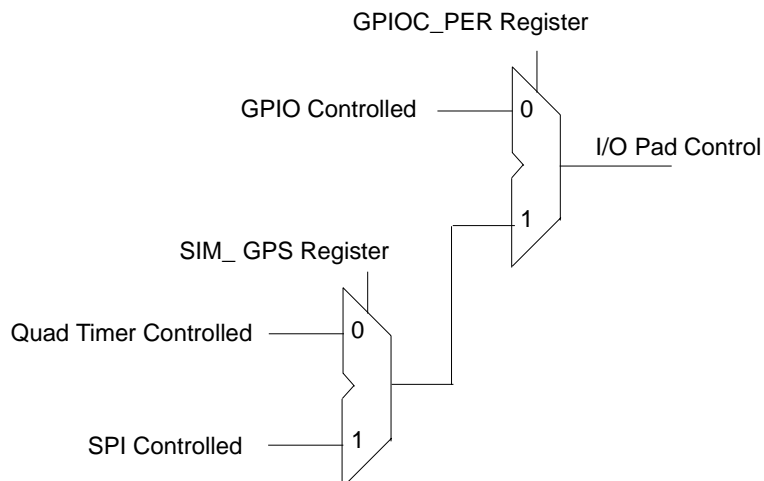 GPIOC_PER Register
GPIO Controlled
0
I/O Pad Control
1
SIM_ GPS Register
Quad Timer Controlled
0
SPI Controlled
1